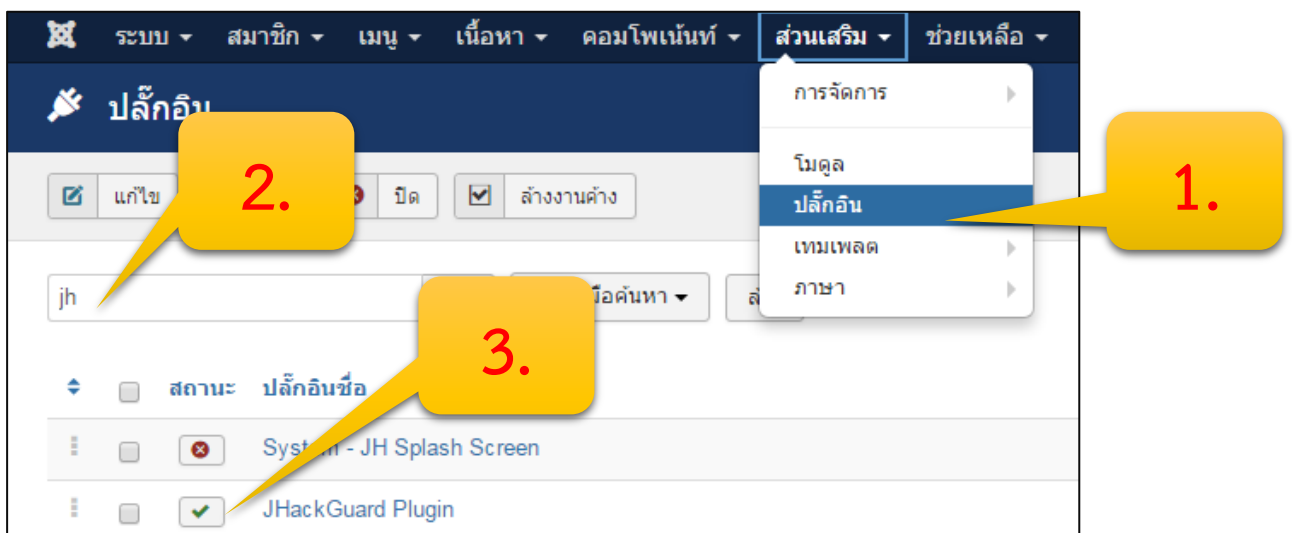 ระบบ สมาชิก เมนู เนื้อหา คอมโพเน้นท์ ส่วนเสริม ช่วยเหลือ
ปลั๊กอิน
การจัดการ
โมดูล
ปลั๊กอิน
เทมเพลต
ภาษา
1.
แก้ไข ปิด ล้างงานค้าง
2.
jh
3.
สถานะ ปลั๊กอินชื่อ
System - JH Splash Screen
JHackGuard Plugin